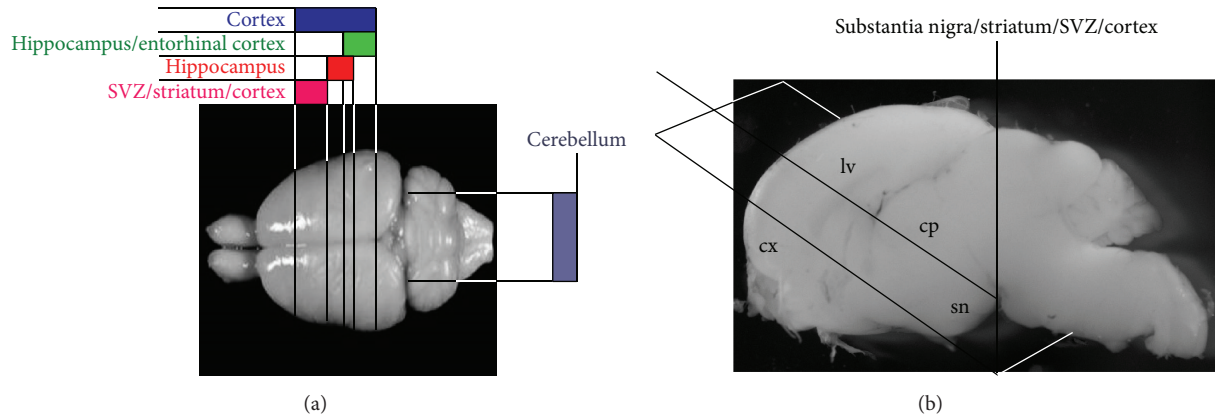 Cortex
Hippocampus/entorhinal cortex
Hippocampus
SVZ/striatum/cortex
Cerebellum
(a)
Substantia nigra/striatum/SVZ/cortex
lv
cp
cx
sn
(b)